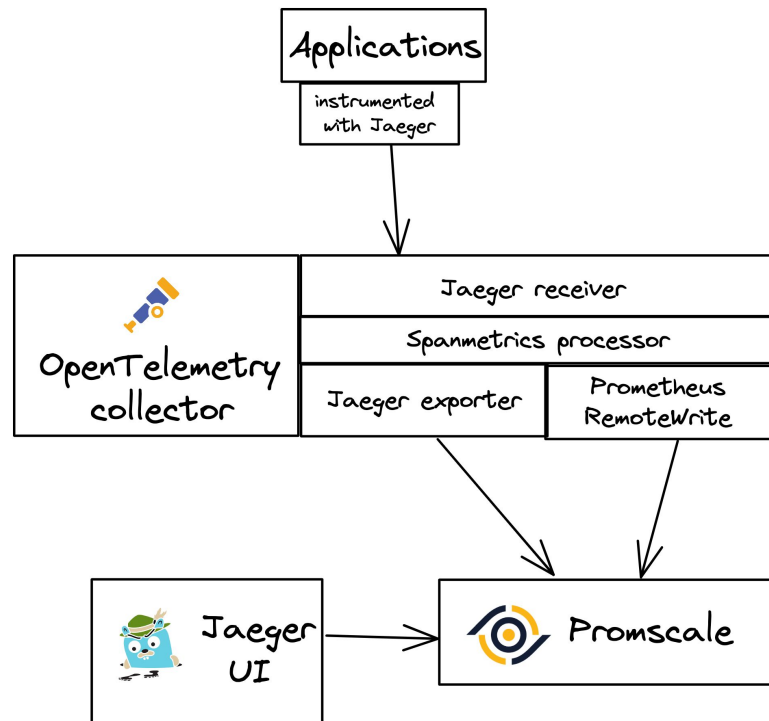 Applications
instrumented
with Jaeger
Jaeger receiver
Spanmetrics processor
OpenTelemetry
collector
Jaeger exporter
Prometheus
RemoteWrite
Jaeger
UI
Promscale